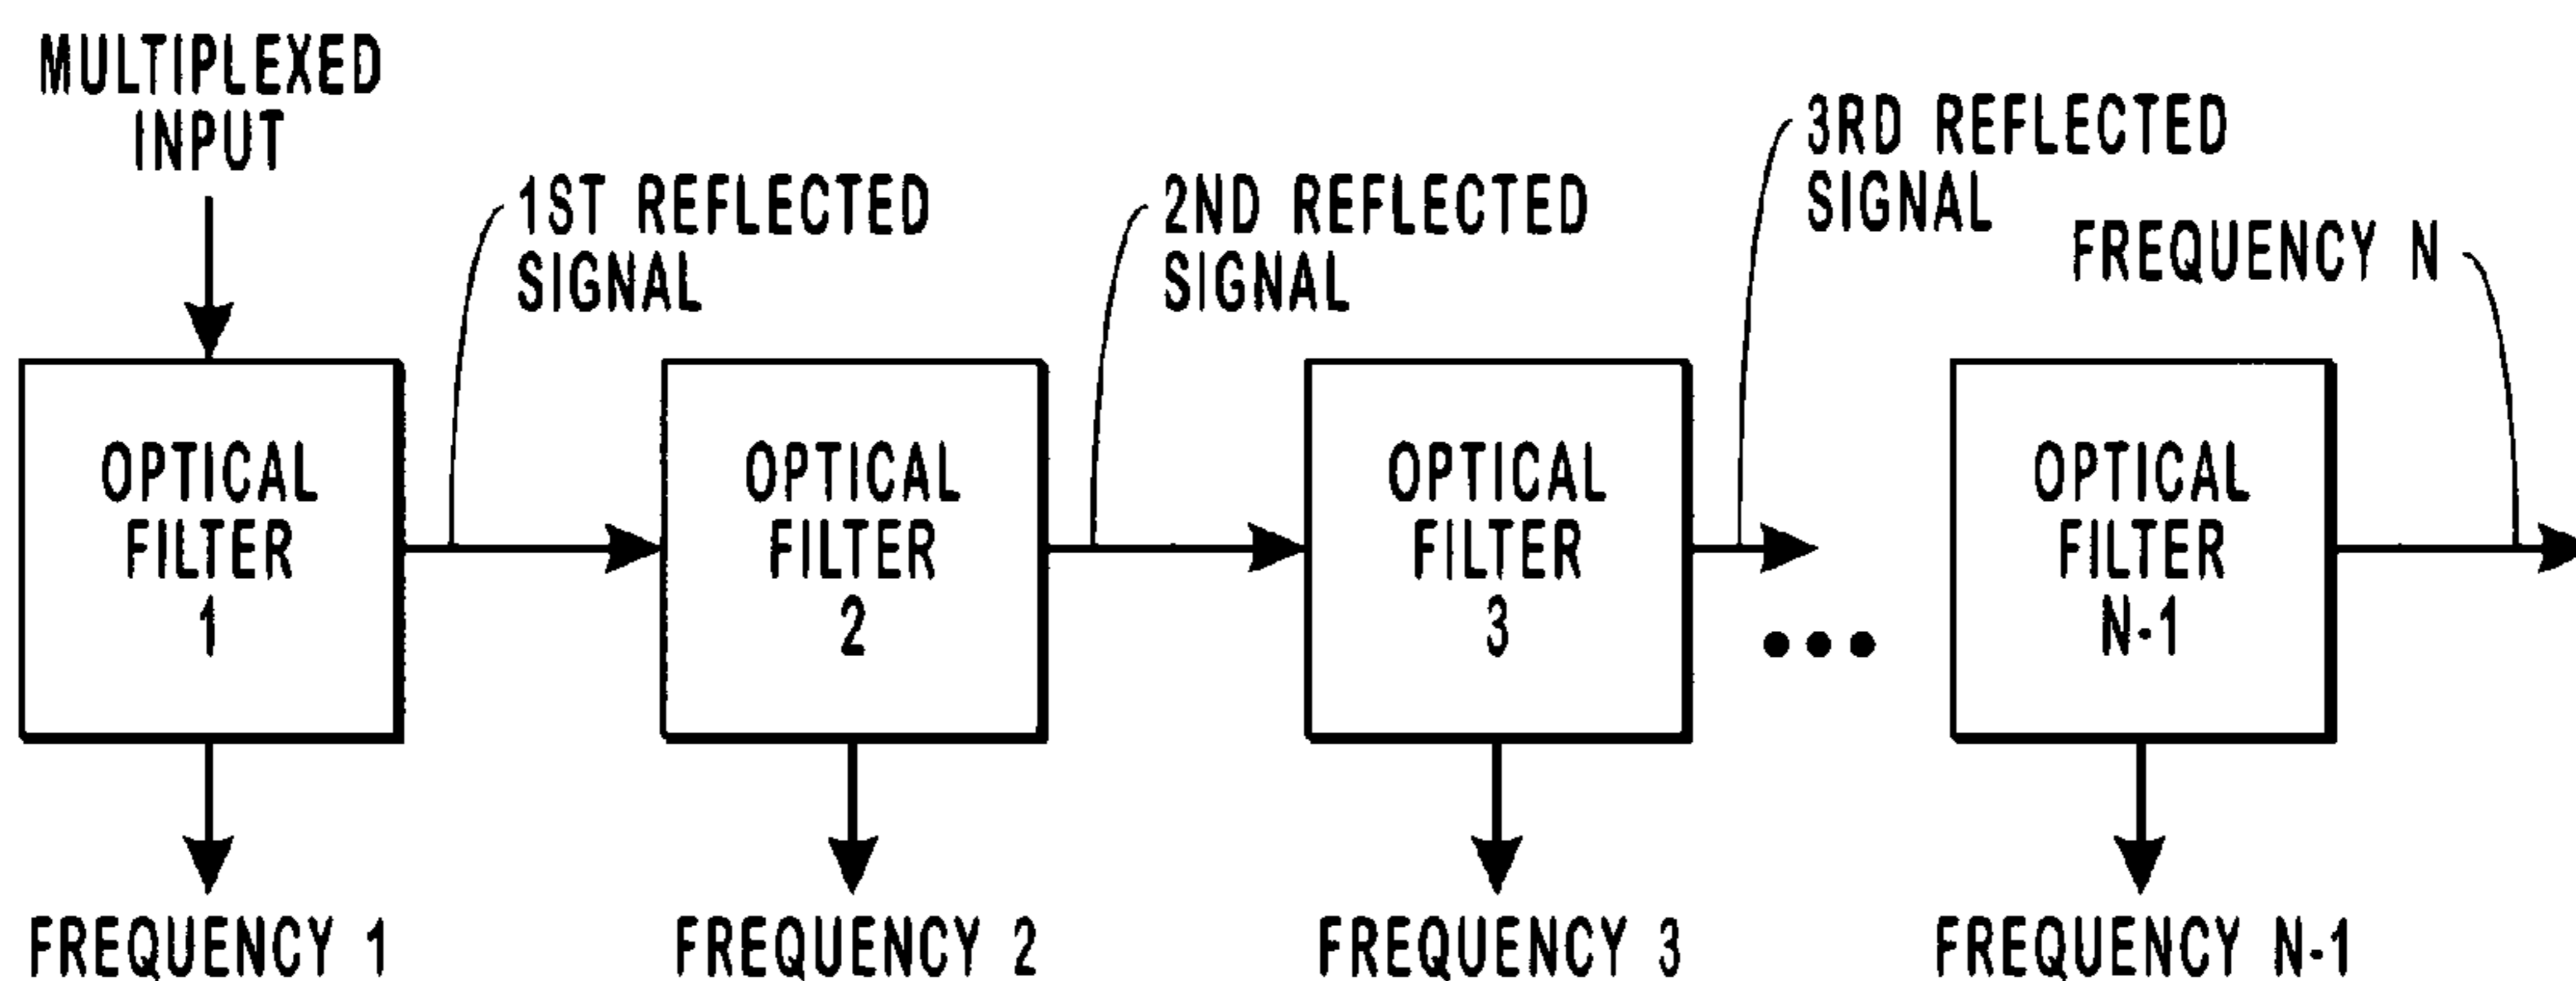 MULTIPLEXED
INPUT
1ST REFLECTED
SIGNAL
2ND REFLECTED
SIGNAL
3RD REFLECTED
SIGNAL
FREQUENCY N
OPTICAL
FILTER
1
OPTICAL
FILTER
2
OPTICAL
FILTER
3
OPTICAL
FILTER
N-1
FREQUENCY 1
FREQUENCY 2
FREQUENCY 3
FREQUENCY N-1